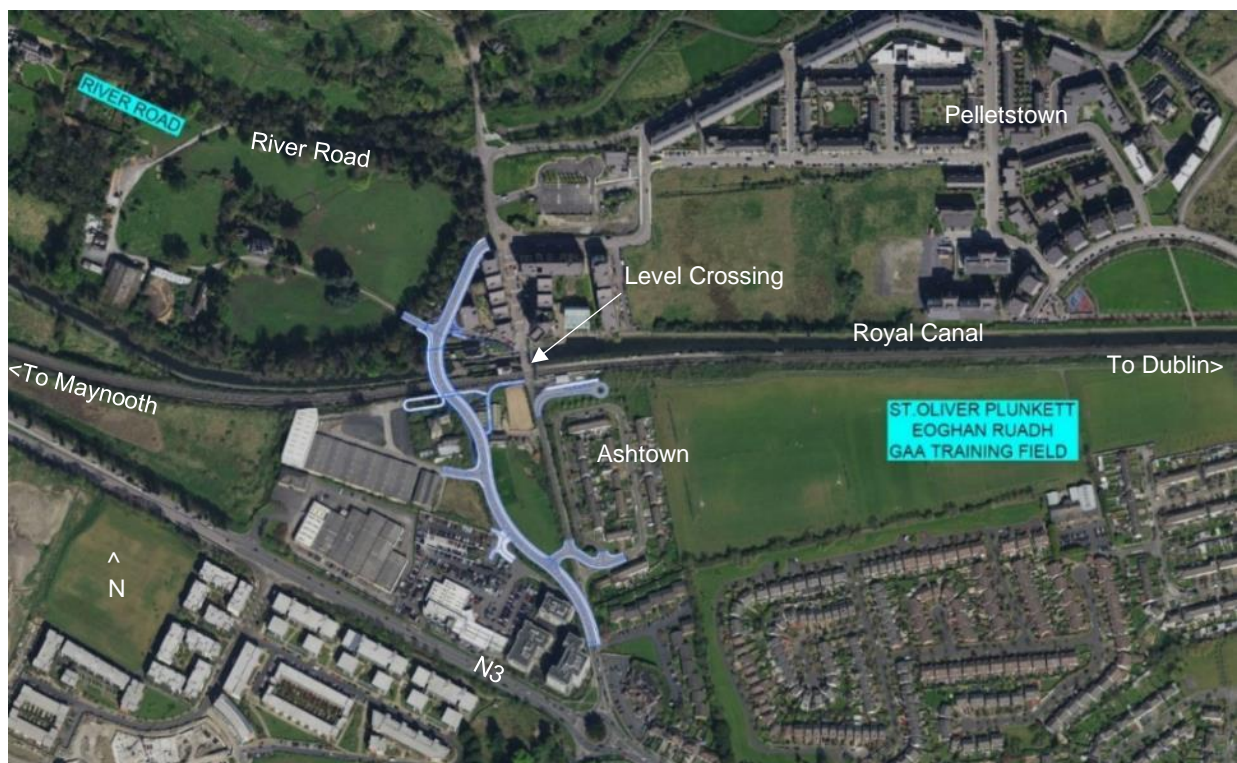 RIVER ROAD
River Road
Pelletstown
Level Crossing
Royal Canal
To Dublin>
<To Maynooth
ST.OLIVER PLUNKETT
EOGHAN RUADH
GAA TRAINING FIELD
Ashtown
^
N
N3